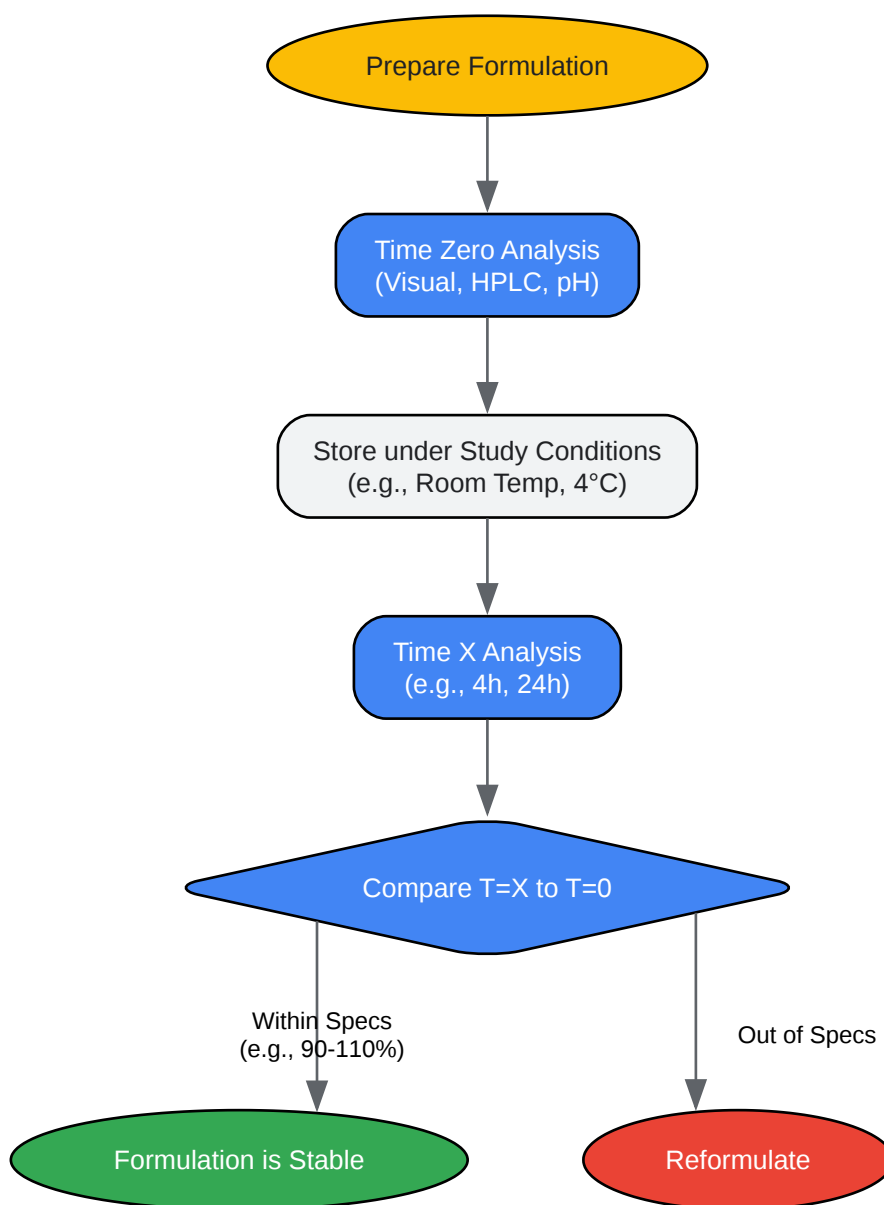 Prepare Formulation
Time Zero Analysis
(Visual, HPLC, pH)
Store under Study Conditions
(e.g., Room Temp, 4°C)
Time X Analysis
(e.g., 4h, 24h)
Compare T=X to T=0
Within Specs
(e.g., 90-110%)
Out of Specs
Formulation is Stable
Reformulate